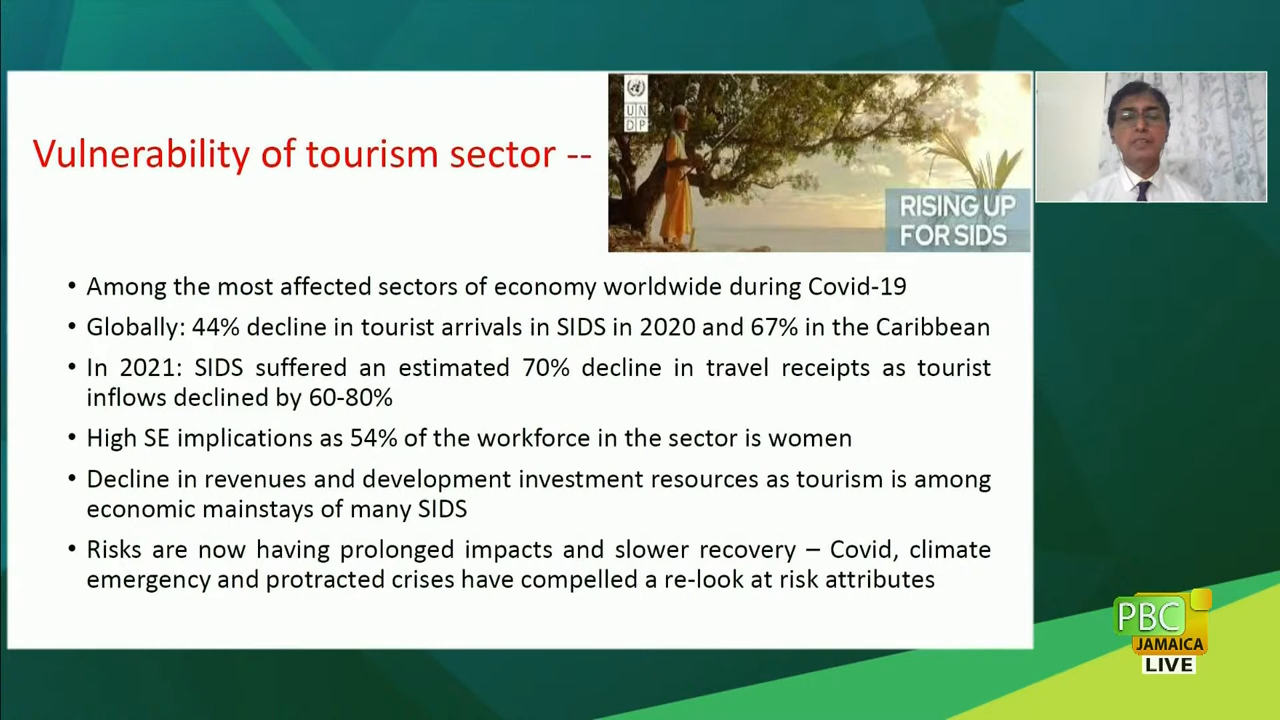 Vulnerability of tourism sector --
UN
DP
RISING UP
FOR SIDS
• Among the most affected sectors of economy worldwide during Covid-19
• Globally: 44% decline in tourist arrivals in SIDS in 2020 and 67% in the Caribbean
• In 2021: SIDS suffered an estimated 70% decline in travel receipts as tourist
inflows declined by 60-80%
• High SE implications as 54% of the workforce in the sector is women
• Decline in revenues and development investment resources as tourism is among
economic mainstays of many SIDS
• Risks are now having prolonged impacts and slower recovery – Covid, climate
emergency and protracted crises have compelled a re-look at risk attributes
PBC
JAMAICA
LIVE